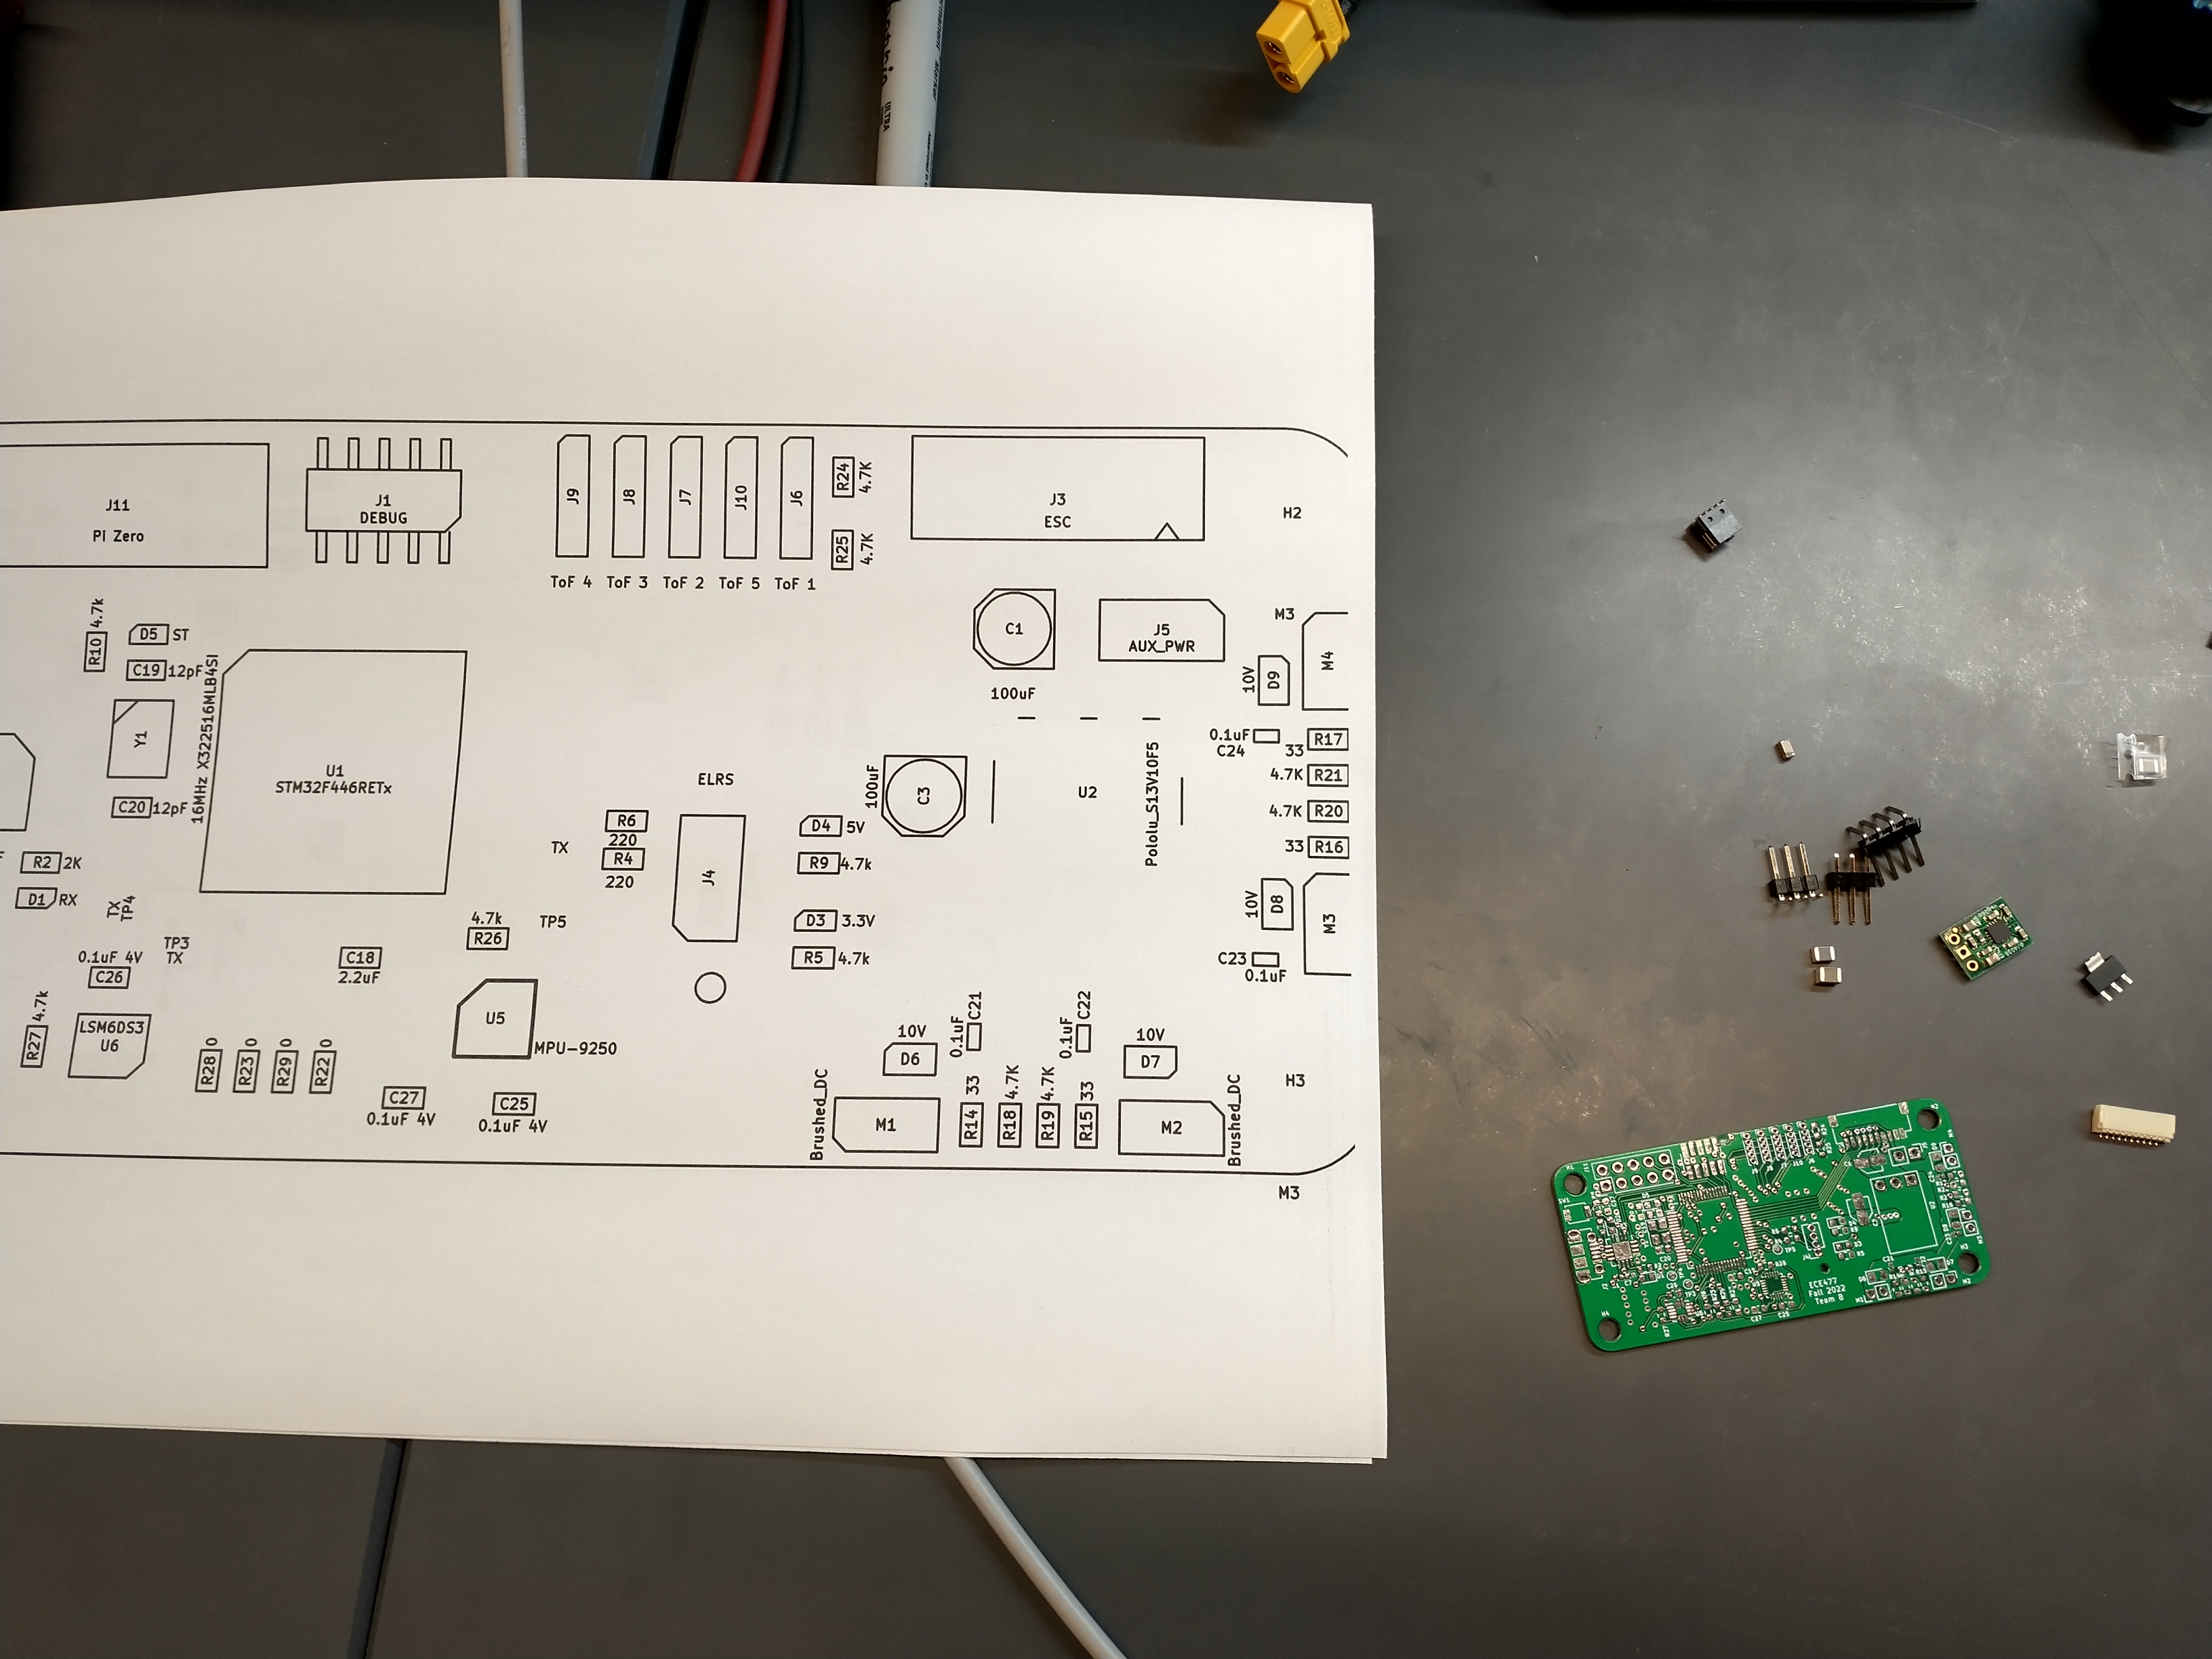 R27 4.7k
D1
RX
R2
2K
LSM6DS3
U6
0.1uF 4V
C26
TX
TP4
TP3
TX
C20
12pF
Y1
R10 4.7k
C19
12pF
D5
ST
16MHz X322516MLB4SI
J11
Pi Zero
R28 0
R23 0
R29 0
R22 0
C18
2.2uF
U1
STM32F446RETx
J1
DEBUG
C27
0.1uF 4V
C25
0.1uF 4V
U5
MPU-9250
4.7k
R26
TP5
TX
R6
220
R4
220
J9
ToF 4
J8
ToF 3
J7
ToF 2
J10
ToF 5
J6
ToF 1
J4
ELRS
R5
4.7k
D3
3.3V
R9
4.7k
D4
5V
R25
4.7K
R24
4.7K
Brushed_DC
M1
D6
10V
100uF
C3
R14 33
0.1uF
C21
R18 4.7K
R19 4.7K
0.1uF
R15 33
C22
100uF
C1
J3
ESC
U2
Pololu_S13V10F5
J5
AUX_PWR
M2
D7
10V
Brushed_DC
C23
0.1uF
10V
D8
0.1uF
C24
10V
D9
M3
H3
M3
H2
M3
33
R16
4.7K
R20
4.7K
R21
33
R17
M4
ECE477
Fall 2022
Team 8
U2